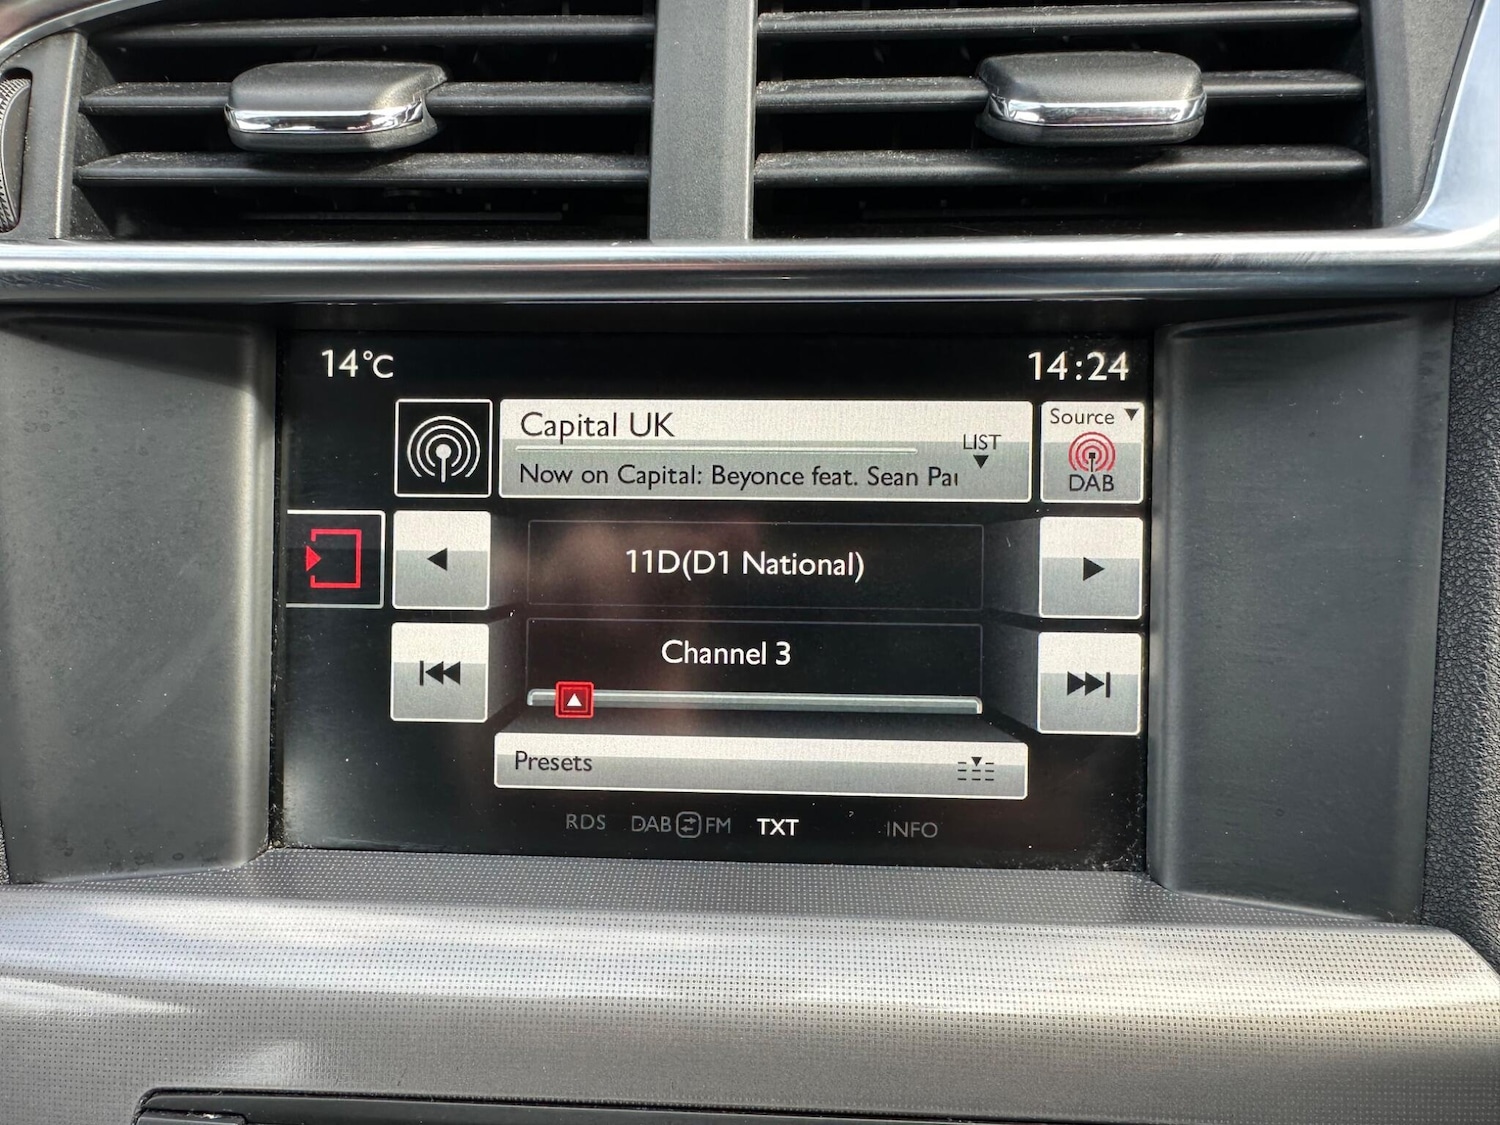 14°C
14:24
Capital UK
LIST
Now on Capital: Beyonce feat. Sean
Source
DAB
11D(D1 National)
Channel 3
Presets
RDS DAB FM TXT INFO